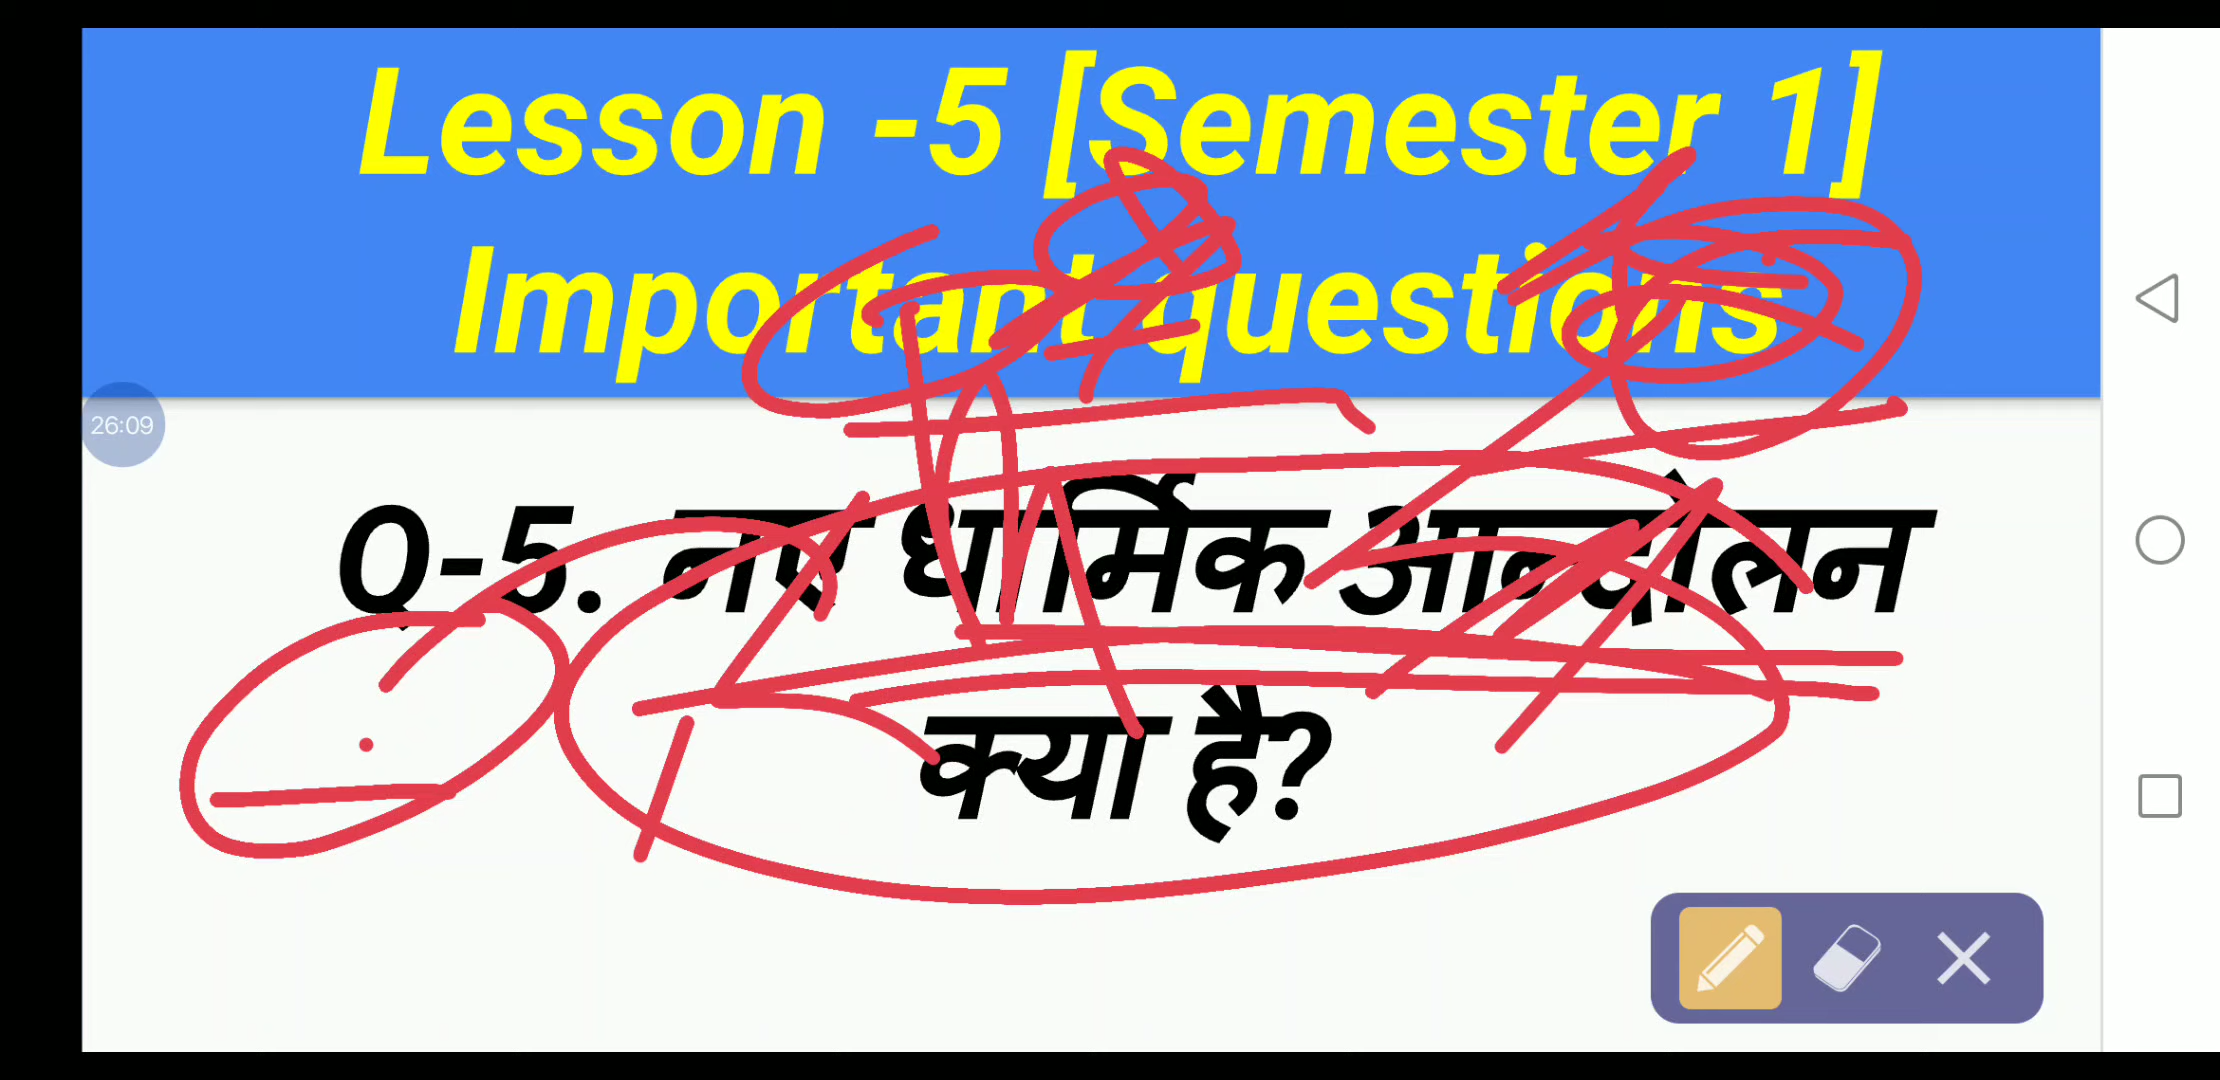 Lesson -5 [Semester 1]
Important questions
26:09
Q-5. नए धार्मिक आन्दोलन
क्या है?